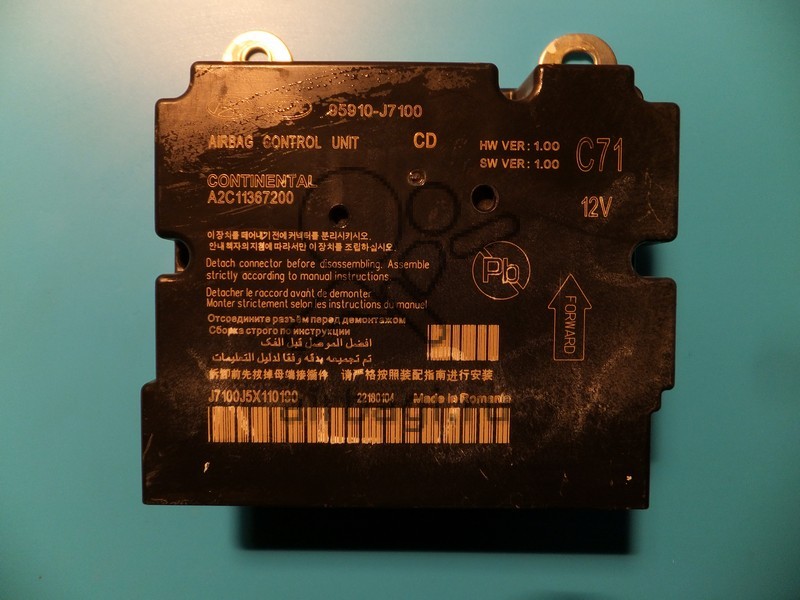 95910-J7100
AIRBAG CONTROL UNIT
CD
HW VER: 1.00
SW VER: 1.00
C71
CONTINENTAL
A2C11367200
12V
이 장치를 떼어내기 전에 커넥터를 분리시키시오.
안내 책자의 지침에 따라서만 이 장치를 조립하십시오.
Detach connector before disassembling. Assemble
strictly according to manual instructions.
Pb
Detacher le raccord avant de demonter
Monter strictement selon les instructions du manuel
FORWARD
Отсоедините разъём перед демонтажом
Сборка строго по инструкции
افضل الموصل قبل الفك
تم تجميعه بدقه وفقا لدليل التعليمات
拆卸前先拔掉母端接插件 请严格按照装配指南进行安装
J7100J5X110190
22180104
Made in Romania